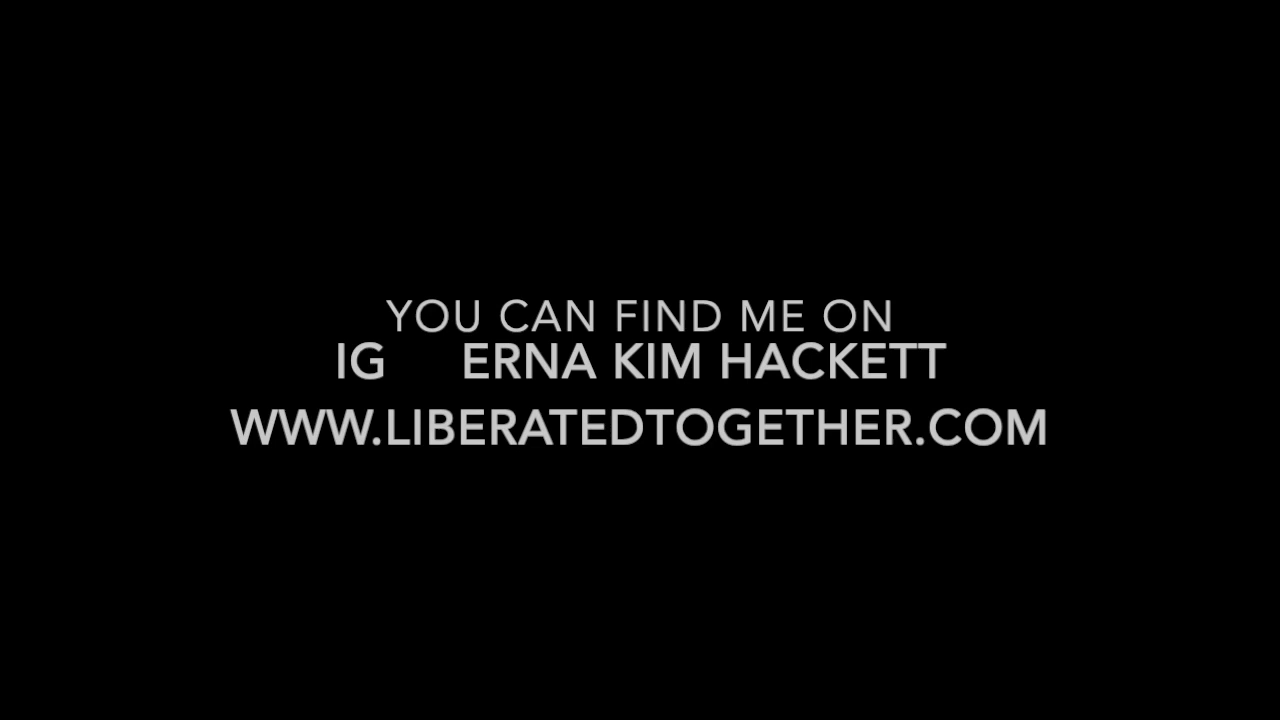 YOU CAN FIND ME ON
IG ERNA KIM HACKETT
WWW.LIBERATEDTOGETHER.COM